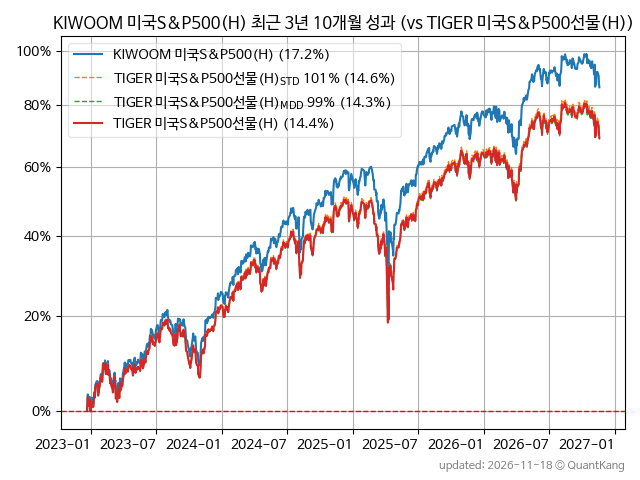 KIWOOM 미국S&P500(H) 최근 3년 10개월 성과 (vs TIGER 미국S&P500선물(H))
100%
80%
60%
40%
20%
0%
KIWOOM 미국S&P500(H) (17.2%)
TIGER 미국S&P500선물(H)STD 101% (14.6%)
TIGER 미국S&P500선물(H)MDD 99% (14.3%)
TIGER 미국S&P500선물(H) (14.4%)
2023-01 2023-07 2024-01 2024-07 2025-01 2025-07 2026-01 2026-07 2027-01
updated: 2026-11-18 © QuantKang